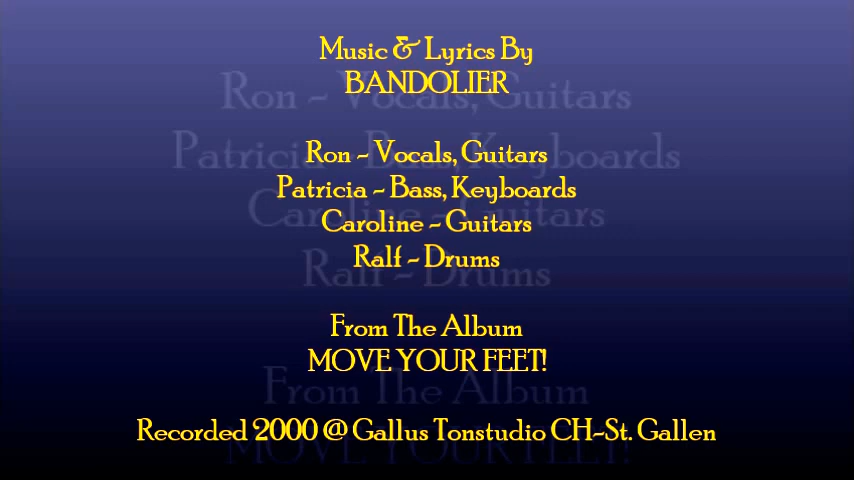 Music & Lyrics By
BANDOLIER
Ron - Vocals, Guitars
Patricia - Bass, Keyboards
Caroline - Guitars
Ralf - Drums
From The Album
MOVE YOUR FEET!
Recorded 2000 @ Gallus Tonstudio CH-St. Gallen